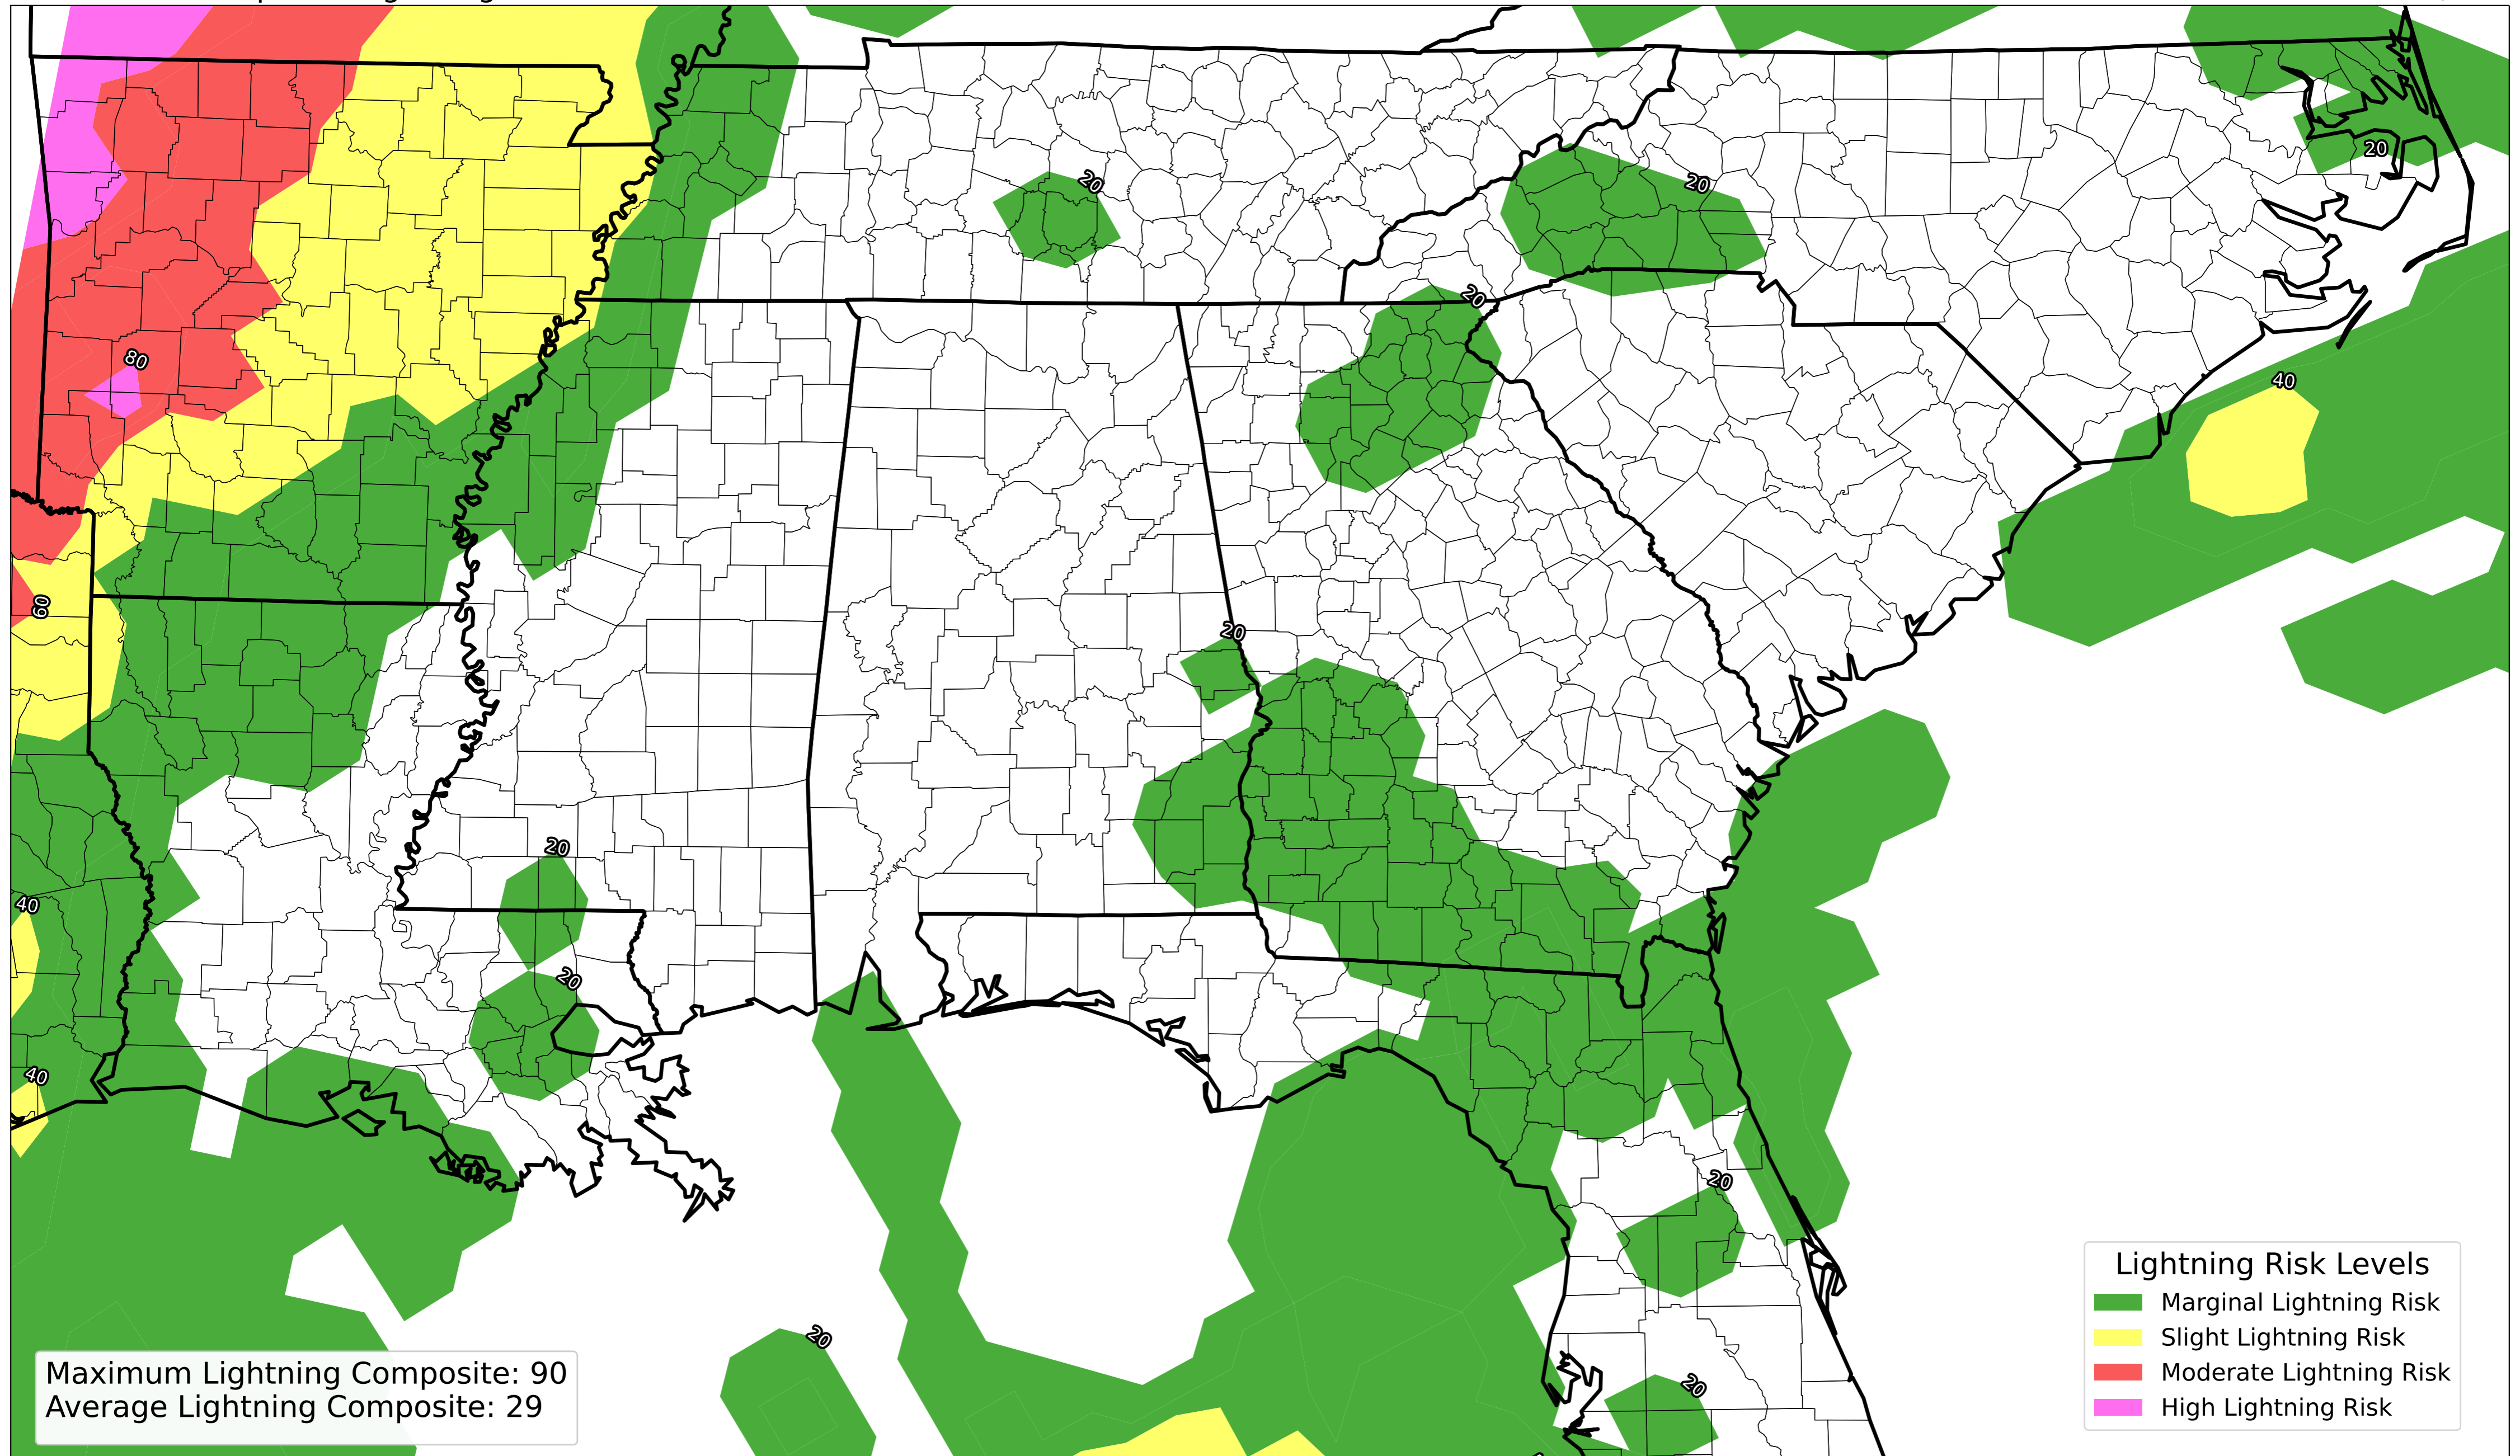 20
20
20
20
80
40
60
20
20
40
20
40
20
20
20
Lightning Risk Levels
Marginal Lightning Risk
Slight Lightning Risk
Moderate Lightning Risk
High Lightning Risk
Maximum Lightning Composite: 90
Average Lightning Composite: 29